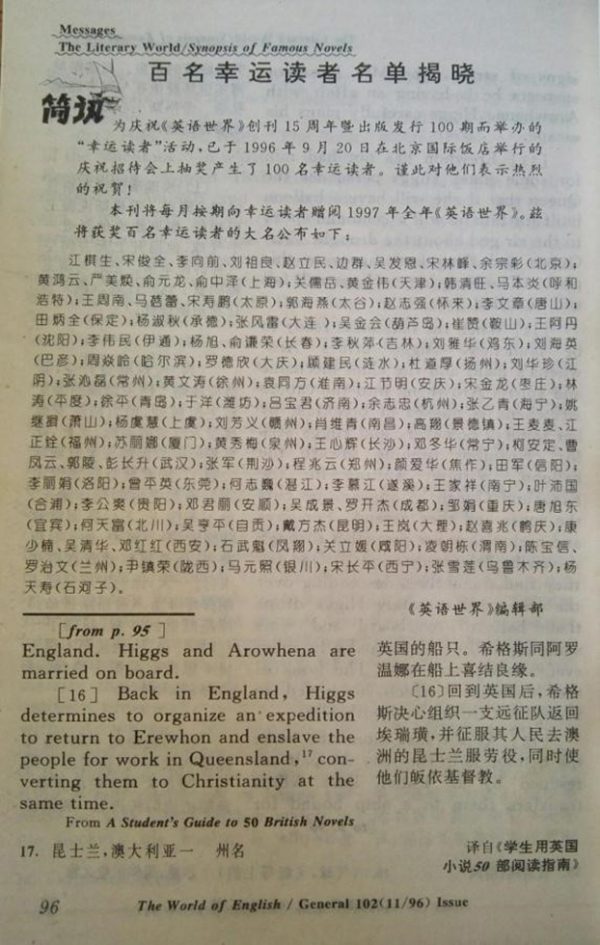 Messages
The Literary World/Synopsis of Famous Novels
百名幸运读者名单揭晓
简讯
为庆祝《英语世界》创刊15周年暨出版发行100期而举办的
“幸运读者”活动,已于1996年9月20日在北京国际饭店举行的
庆祝招待会上抽奖产生了100名幸运读者。谨此对他们表示热烈
的祝贺!
本刊将每月按期向幸运读者赠阅1997年全年《英语世界》。兹
将获奖百名幸运读者的大名公布如下:
江棋生、宋俊全、李向前、刘祖良、赵立民、边群、吴发恩、宋林峰、余宗彩(北京);
黄鸿云、严美焕、俞元龙、俞中泽(上海);关儒岳、黄金伟(天津);韩清旺、马本炎(呼和
浩特);王周南、马蓓蕾、宋寿鹏(太原);郭海燕(太谷);赵志强(怀来);李文章(唐山);
田炳全(保定);杨淑秋(承德);张风雷(大连);吴金会(葫芦岛);崔赞(鞍山);王阿丹
(沈阳);李伟民(伊通);杨旭、俞谦荣(长春);李秋萍(吉林);刘雅华(鸡东);刘海英
(巴彦);周焱岭(哈尔滨);罗德欣(大庆);顾建民(涟水);杜道厚(扬州);刘华珍(江
阴);张沁磊(常州);黄文涛(徐州);袁同方(淮南);江节明(安庆);宋金龙(枣庄);林
涛(平度);徐平(青岛);于洋(潍坊);吕宝君(济南);余志忠(杭州);张乙青(海宁);姚
继尉(萧山);杨虞慧(上虞);刘芳义(赣州);肖维青(南昌);高翔(景德镇);王麦麦、江
正铨(福州);苏丽娜(厦门);黄秀梅(泉州);王心辉(长沙);邓冬华(常宁);柯安定、曹
凤云、郭陵、彭长升(武汉);张军(荆沙);程兆云(郑州);颜爱华(焦作);田军(信阳);
李丽娟(洛阳);曾平英(东莞);何志巍(湛江);李慕江(遂溪);王家祥(南宁);叶沛国
(合浦);李公爽(贵阳);邓君丽(安顺);吴成景、罗开杰(成都);邹娟(重庆);唐旭东
(宜宾);何天富(北川);吴亨平(自贡);戴方杰(昆明);王岚(大理);赵喜兆(鹤庆);康
少楠、吴清华、邓红红(西安);石武魁(凤翔);关立媛(咸阳);凌朝栋(渭南);陈宝信、
罗治文(兰州);尹镇荣(陇西);马元照(银川);宋长平(西宁);张雪莲(乌鲁木齐);杨
天寿(石河子)。
《英语世界》编辑部
[from p. 95 ]
England. Higgs and Arowhena are
married on board.
[16] Back in England, Higgs
determines to organize an expedition
to return to Erewhon and enslave the
people for work in Queensland,17 con-
verting them to Christianity at the
same time.
From A Student's Guide to 50 British Novels
17. 昆士兰,澳大利亚一 州名
英国的船只。希格斯同阿罗
温娜在船上喜结良缘。
〔16〕回到英国后,希格
斯决心组织一支远征队返回
埃瑞璜,并征服其人民去澳
洲的昆士兰服劳役,同时使
他们皈依基督教。
译自《学生用英国
小说50部阅读指南》
96
The World of English / General 102(11/96) Issue